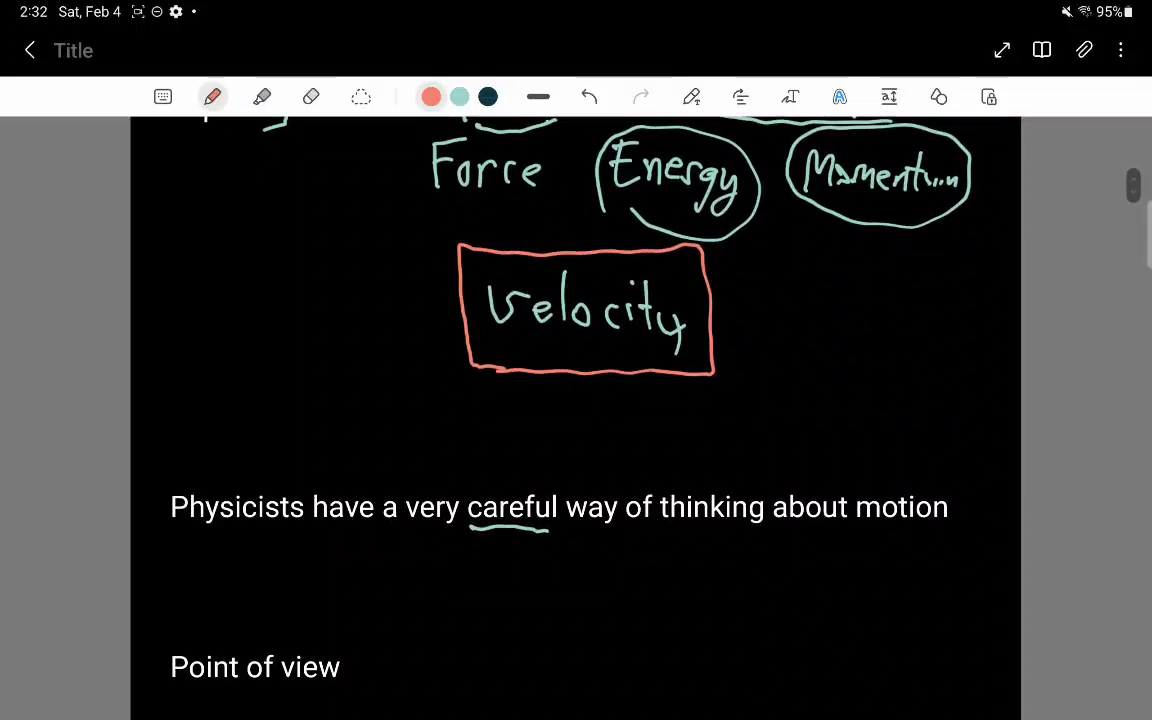 2:32 Sat, Feb 4 95%
Title
Force Energy Momentum
Velocity
Physicists have a very careful way of thinking about motion
Point of view